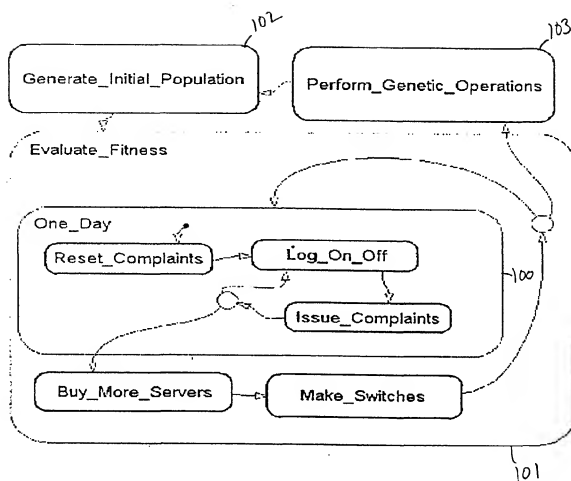 102
103
Generate_Initial_Population
Perform_Genetic_Operations
Evaluate_Fitness
One_Day
Reset_Complaints
Log_On_Off
100
Issue_Complaints
Buy_More_Servers
Make_Switches
101